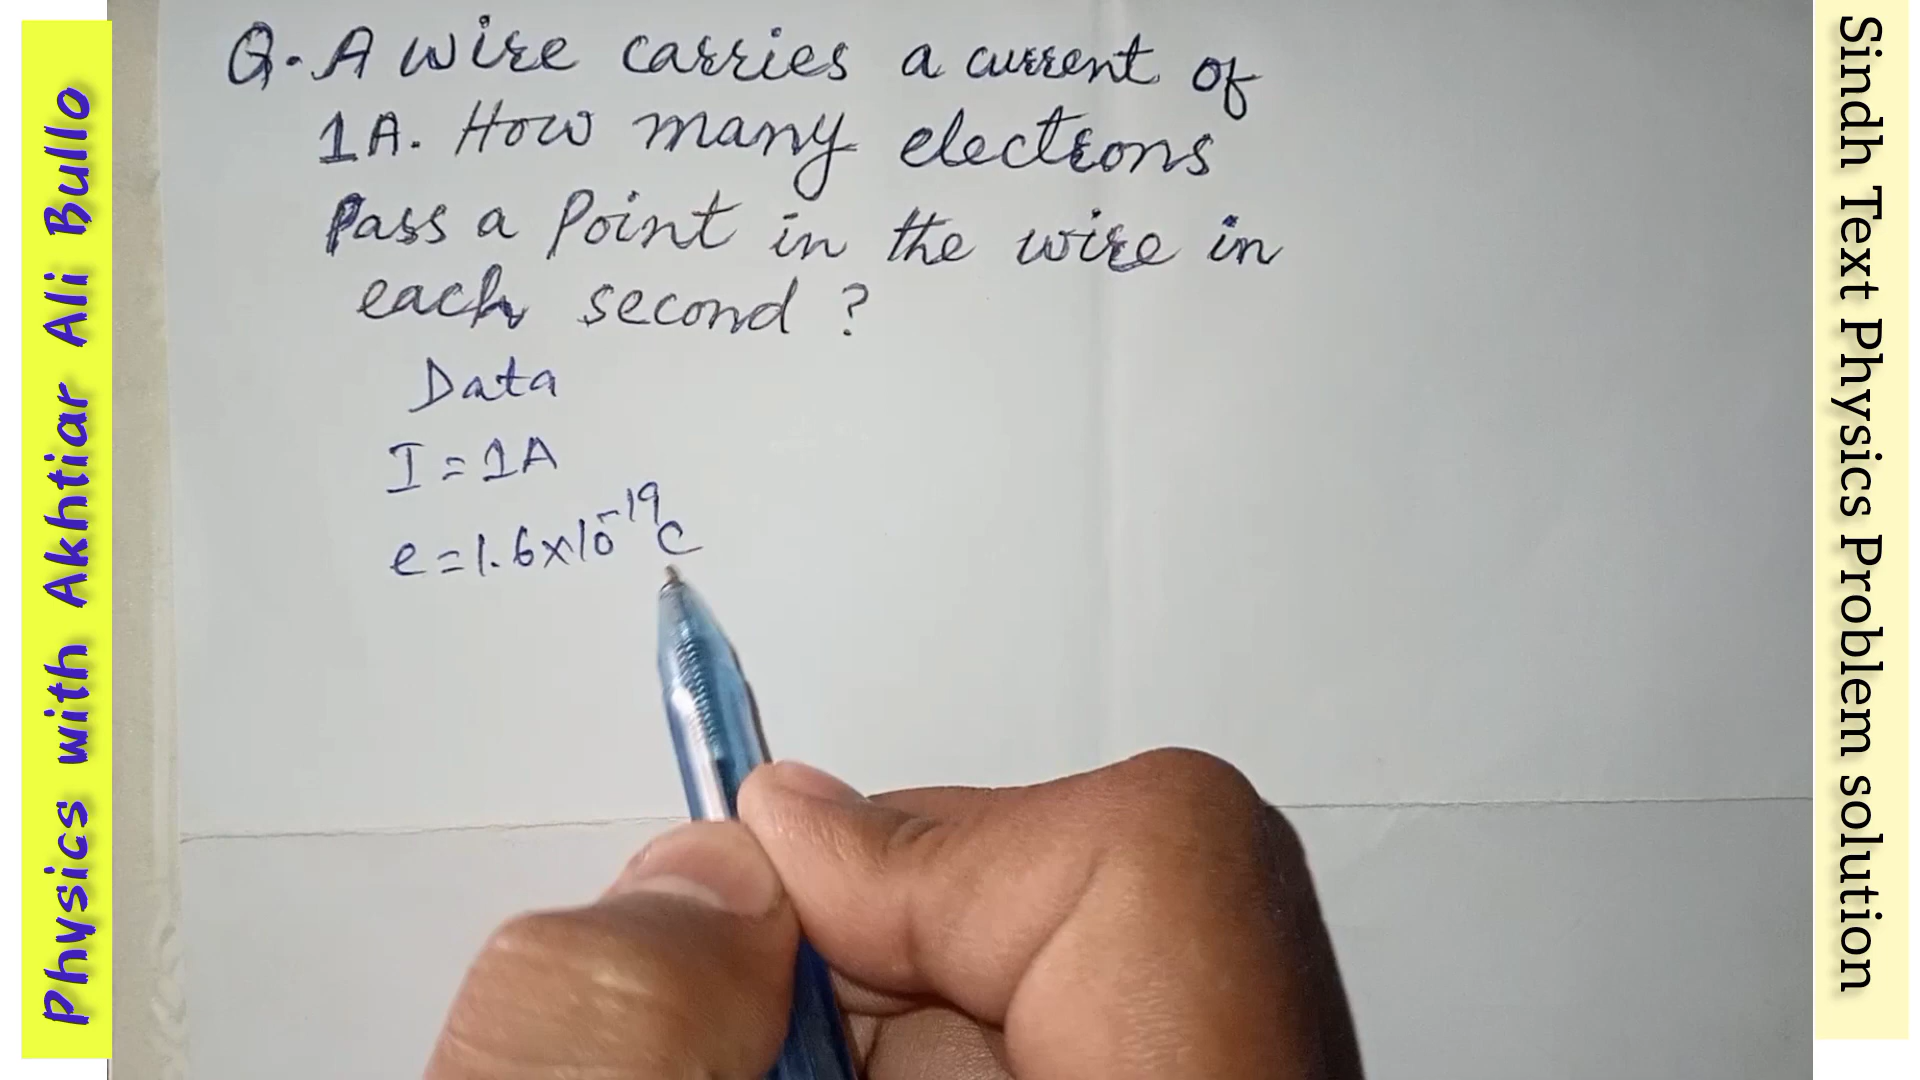 Physics with Akhtiar Ali Bullo
Q. A wire carries a current of
1A. How many electrons
Pass a Point in the wire in
each second ?
Data
I = 1A
e = 1.6×10⁻¹⁹C
Sindh Text Physics Problem solution